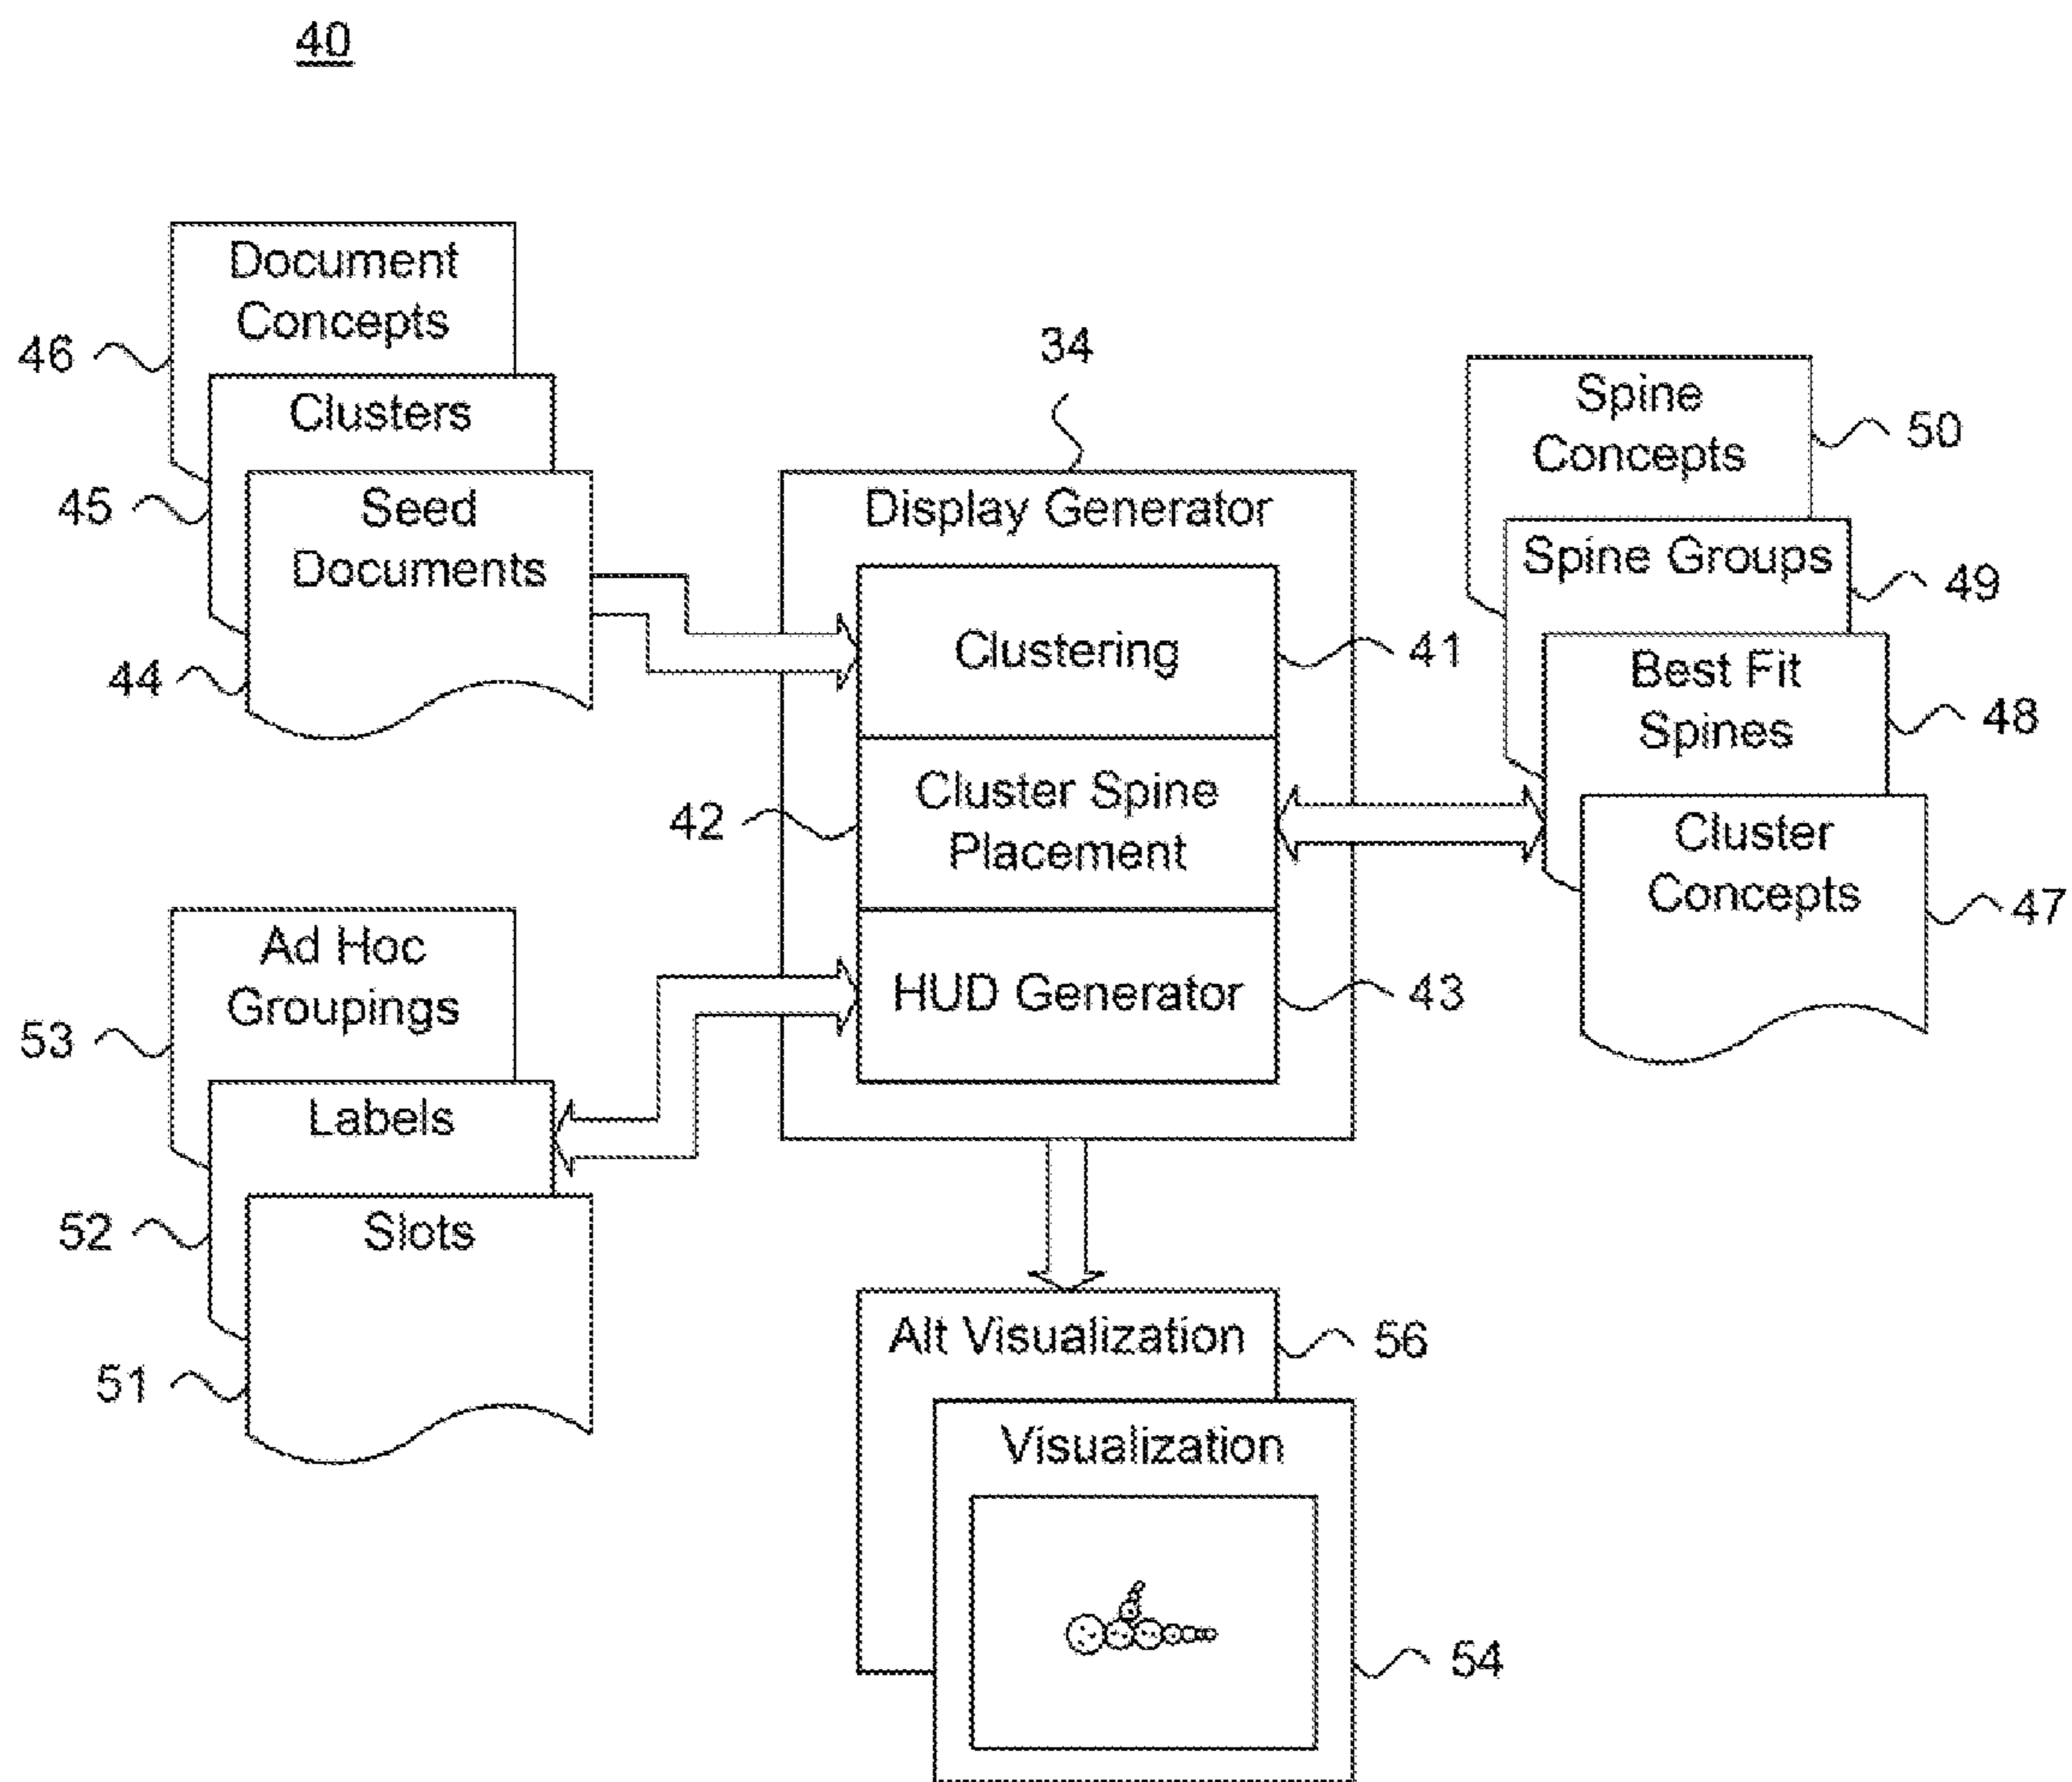 40
Document
Concepts
46
Clusters
45
Seed
Documents
44
34
Display Generator
Clustering
41
Cluster Spine
Placement
42
HUD Generator
43
Spine
Concepts
50
Spine Groups
49
Best Fit
Spines
48
Cluster
Concepts
47
Ad Hoc
Groupings
53
Labels
52
Slots
51
Alt Visualization
56
Visualization
54